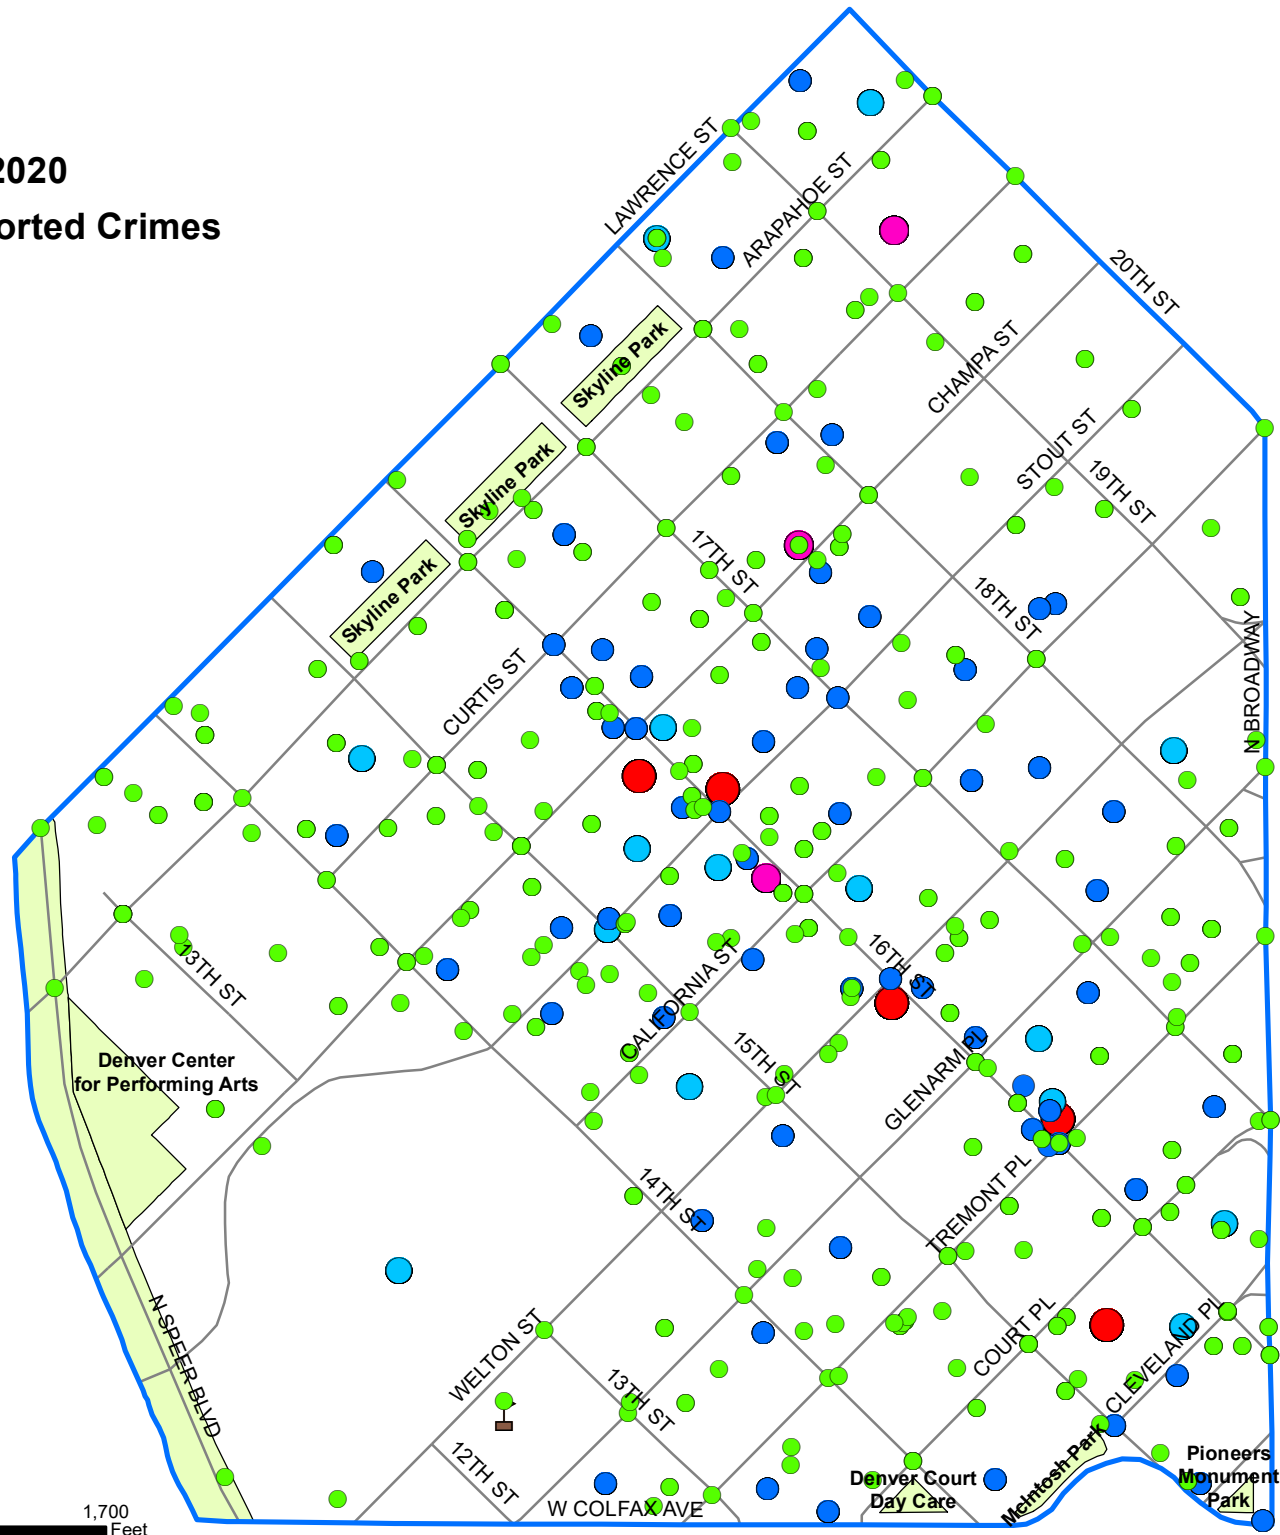 2020
orted Crimes
LAWRENCE ST
ARAPAHOE ST
20TH ST
Skyline Park
CHAMPA ST
STOUT ST
19TH ST
Skyline Park
17TH ST
18TH ST
Skyline Park
CURTIS ST
N BROADWAY
13TH ST
16TH ST
CALIFORNIA ST
15TH ST
GLENARM PL
Denver Center
for Performing Arts
14TH ST
TREMONT PL
N SPEER BLVD
WELTON ST
COURT PL
CLEVELAND PL
13TH ST
12TH ST
McIntosh Park
Pioneers
Monument
Park
Denver Court
Day Care
W COLFAX AVE
1,700
Feet